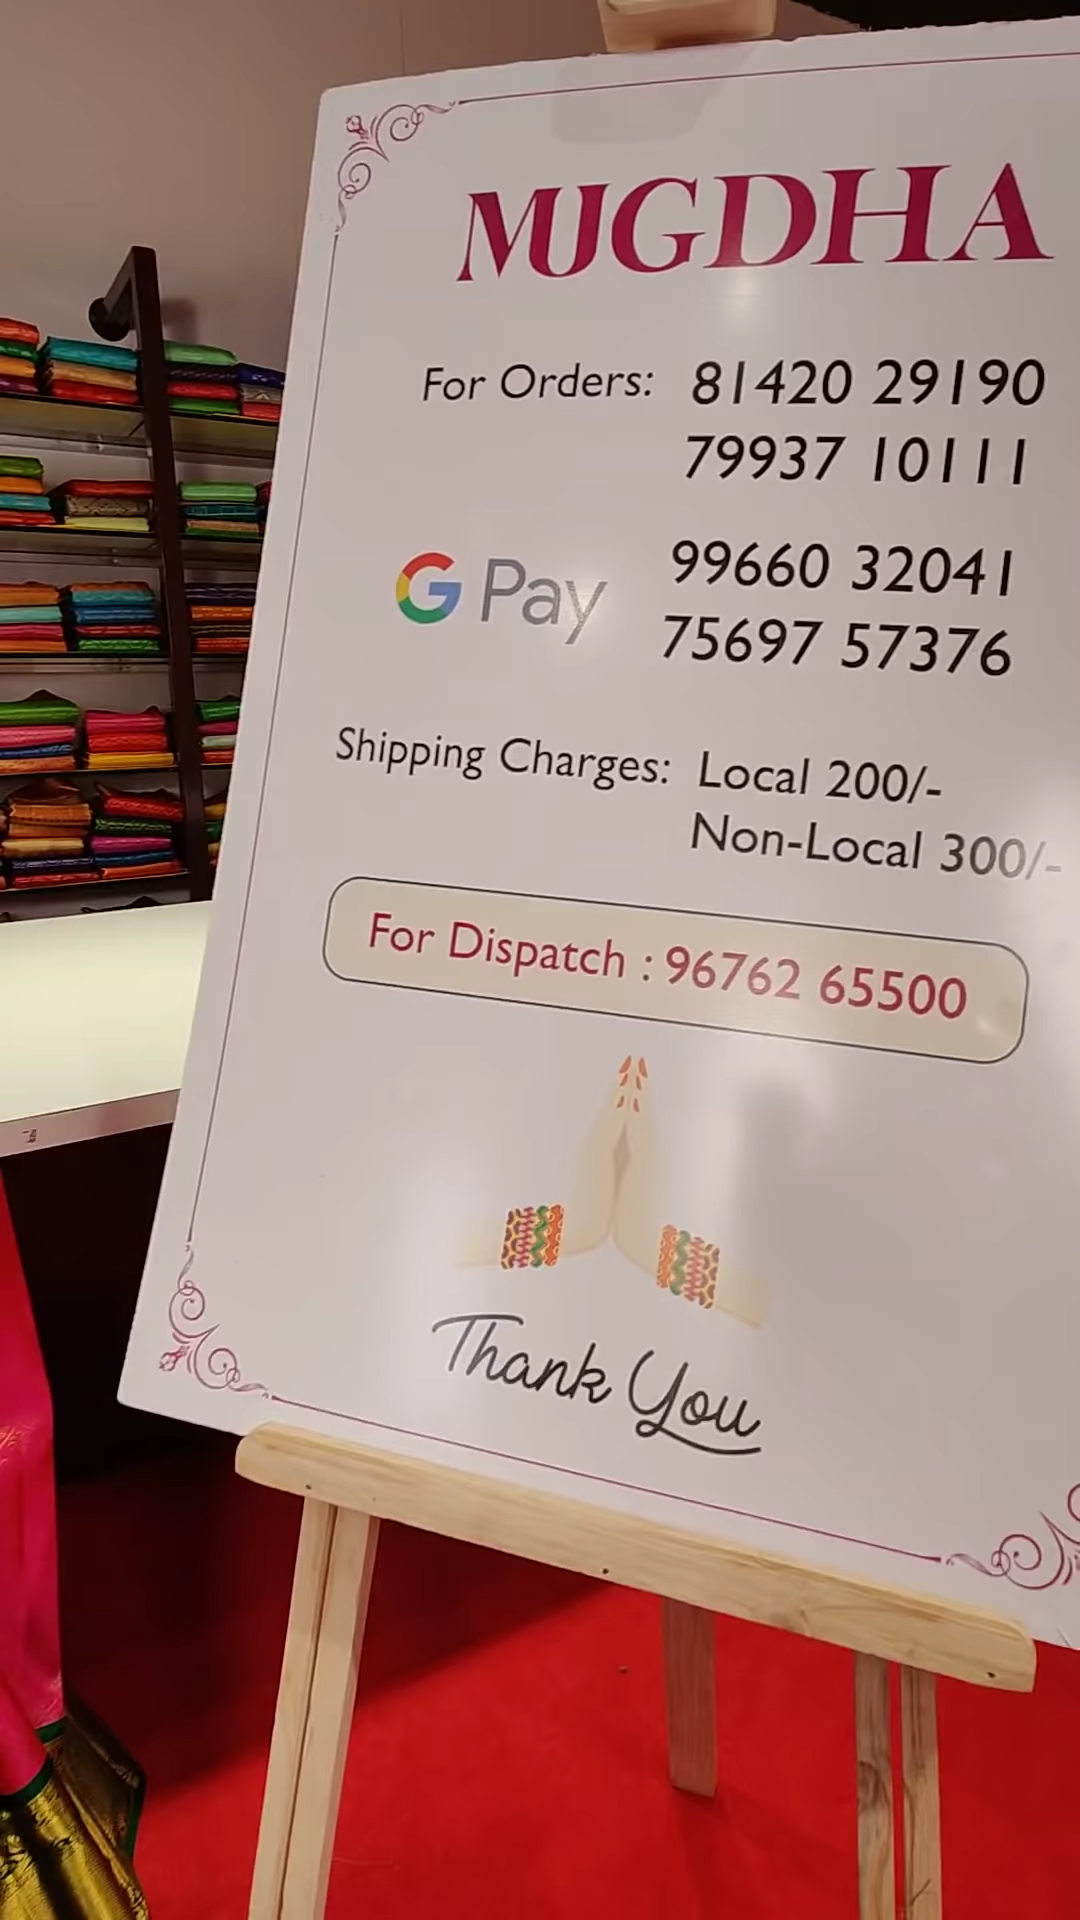 MUGDHA
For Orders: 81420 29190
79937 10111
G Pay 99660 32041
75697 57376
Shipping Charges: Local 200/-
Non-Local 300/-
For Dispatch : 96762 65500
Thank You